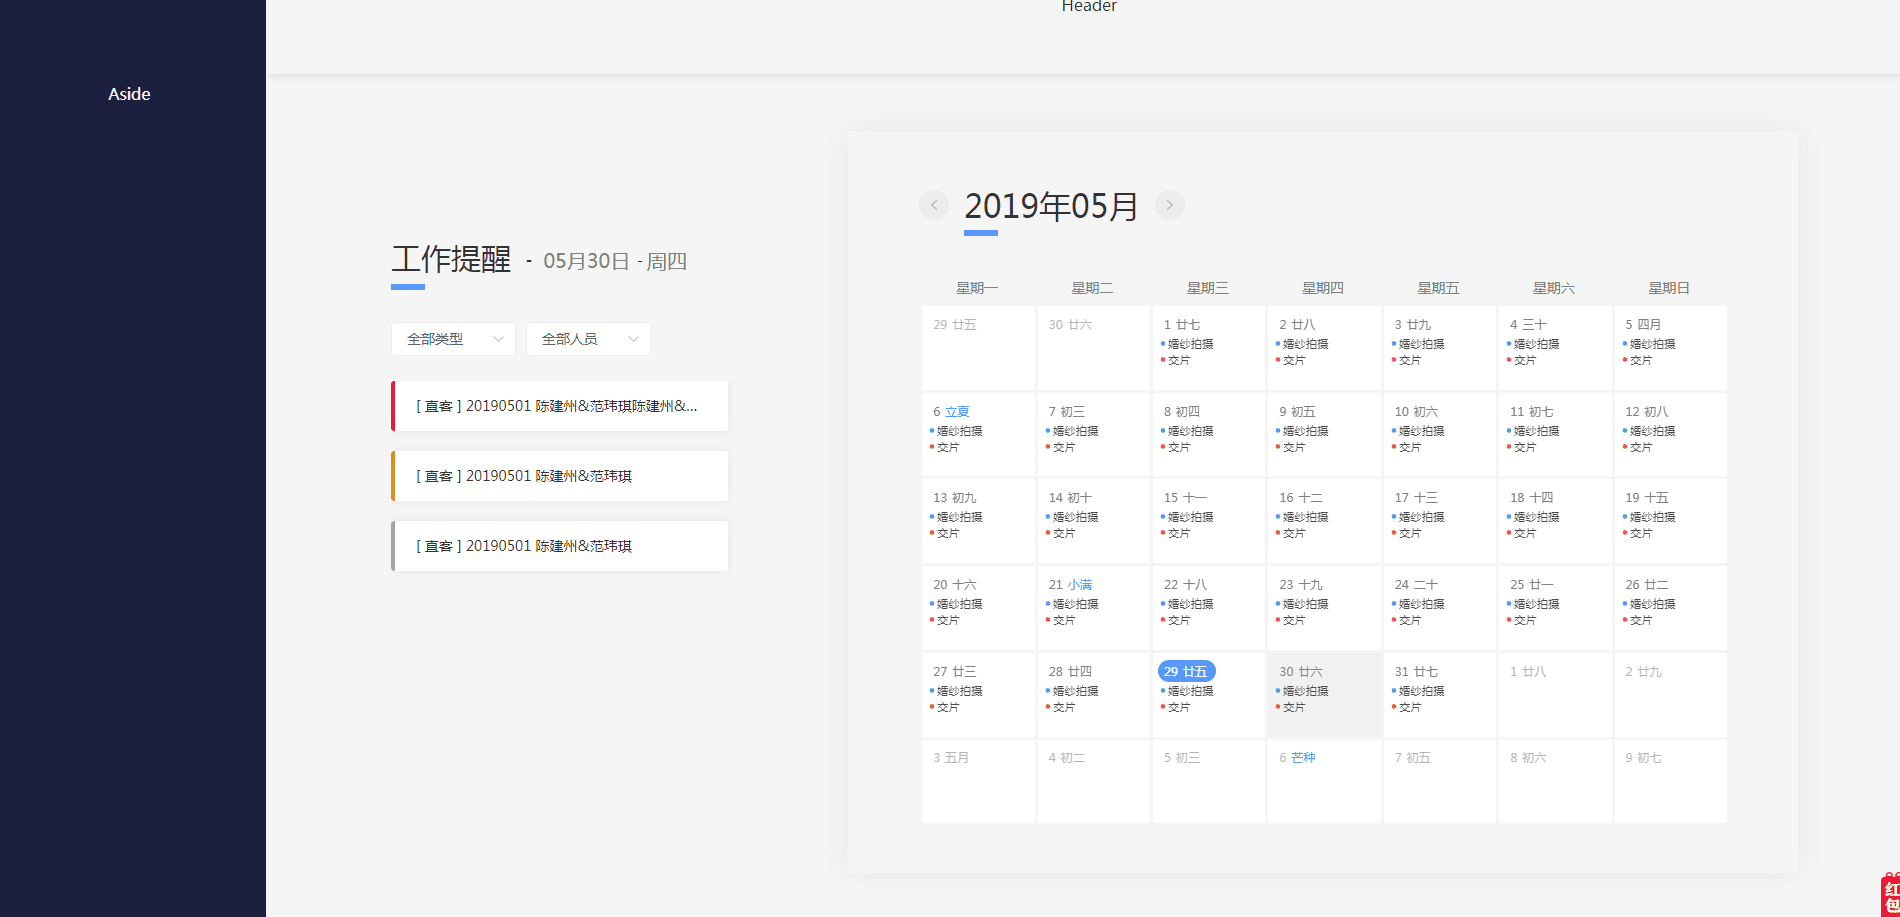 Header
Aside
2019年05月
工作提醒 - 05月30日 - 周四
全部类型 全部人员
[ 直客 ] 20190501 陈建州&范玮琪陈建州&...
[ 直客 ] 20190501 陈建州&范玮琪
[ 直客 ] 20190501 陈建州&范玮琪
星期一 星期二 星期三 星期四 星期五 星期六 星期日
29 廿五 30 廿六 1 廿七 2 廿八 3 廿九 4 三十 5 四月
婚纱拍摄 婚纱拍摄 婚纱拍摄 婚纱拍摄 婚纱拍摄
交片 交片 交片 交片 交片
6 立夏 7 初三 8 初四 9 初五 10 初六 11 初七 12 初八
婚纱拍摄 婚纱拍摄 婚纱拍摄 婚纱拍摄 婚纱拍摄 婚纱拍摄 婚纱拍摄
交片 交片 交片 交片 交片 交片 交片
13 初九 14 初十 15 十一 16 十二 17 十三 18 十四 19 十五
婚纱拍摄 婚纱拍摄 婚纱拍摄 婚纱拍摄 婚纱拍摄 婚纱拍摄 婚纱拍摄
交片 交片 交片 交片 交片 交片 交片
20 十六 21 小满 22 十八 23 十九 24 二十 25 廿一 26 廿二
婚纱拍摄 婚纱拍摄 婚纱拍摄 婚纱拍摄 婚纱拍摄 婚纱拍摄 婚纱拍摄
交片 交片 交片 交片 交片 交片 交片
27 廿三 28 廿四 29 廿五 30 廿六 31 廿七 1 廿八 2 廿九
婚纱拍摄 婚纱拍摄 婚纱拍摄 婚纱拍摄 婚纱拍摄
交片 交片 交片 交片 交片
3 五月 4 初二 5 初三 6 芒种 7 初五 8 初六 9 初七
红
包